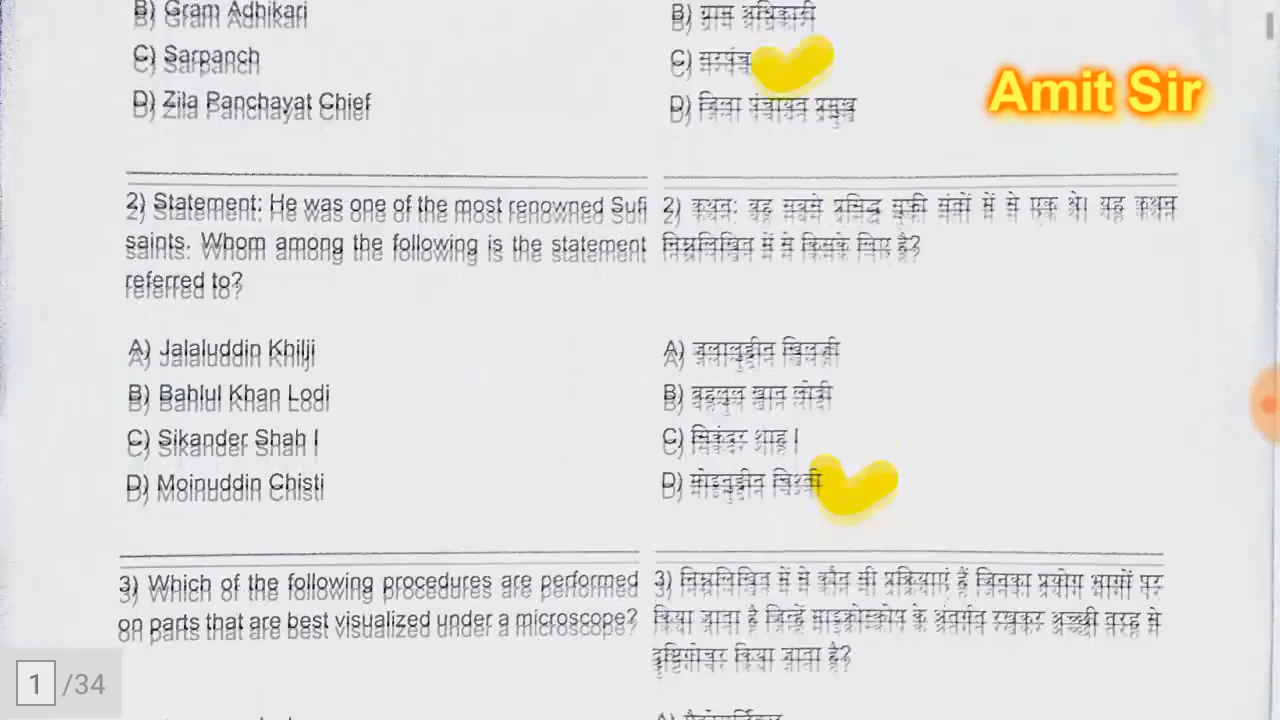 B) Gram Adhikari
C) Sarpanch
D) Zila Panchayat Chief
B) ग्राम अधिकारी
C) सरपंच
D) जिला पंचायत प्रमुख
Amit Sir
2) Statement: He was one of the most renowned Sufi
saints. Whom among the following is the statement
referred to?
A) Jalaluddin Khilji
B) Bahlul Khan Lodi
C) Sikander Shah I
D) Moinuddin Chisti
2) कथन: वह सबसे प्रसिद्ध सूफी संतों में से एक थे। यह कथन
निम्नलिखित में से किसके लिए है?
A) जलालुद्दीन खिलजी
B) बहलुल खान लोदी
C) सिकंदर शाह I
D) मोइनुद्दीन चिश्ती
3) Which of the following procedures are performed
on parts that are best visualized under a microscope?
3) निम्नलिखित में से कौन सी प्रक्रियाएं हैं जिनका प्रयोग भागों पर
किया जाता है जिन्हें माइक्रोस्कोप के अंतर्गत रखकर अच्छी तरह से
दृष्टिगोचर किया जाता है?
1 /34